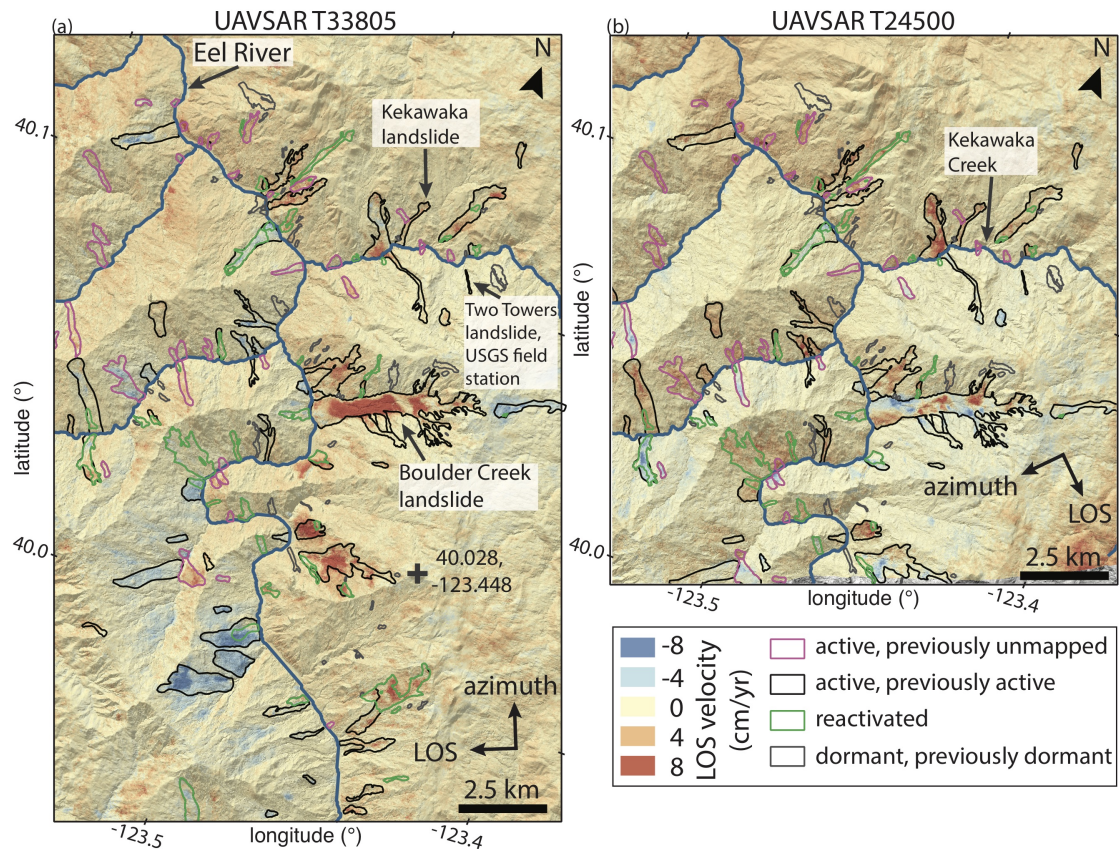 UAVSAR T33805
(a)
Eel River
N
Kekawaka
landslide
40.1
Two Towers
landslide,
USGS field
station
latitude (°)
Boulder Creek
landslide
40.0
40.028,
-123.448
azimuth
LOS
2.5 km
-123.5
longitude (°)
-123.4
UAVSAR T24500
(b)
N
40.1
Kekawaka
Creek
latitude (°)
azimuth
LOS
40.0
2.5 km
-123.5
longitude (°)
-123.4
-8
-4
0
4
8
LOS velocity
(cm/yr)
active, previously unmapped
active, previously active
reactivated
dormant, previously dormant